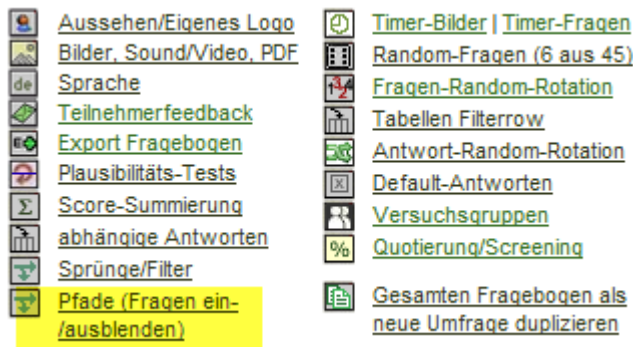 Aussehen/Eigenes Logo
Bilder, Sound/Video, PDF
de Sprache
Teilnehmerfeedback
Export Fragebogen
Plausibilitäts-Tests
Σ Score-Summierung
abhängige Antworten
Sprünge/Filter
Pfade (Fragen ein-
/ausblenden)
Timer-Bilder | Timer-Fragen
Random-Fragen (6 aus 45)
Fragen-Random-Rotation
Tabellen Filterrow
Antwort-Random-Rotation
x Default-Antworten
Versuchsgruppen
% Quotierung/Screening
Gesamten Fragebogen als
neue Umfrage duplizieren